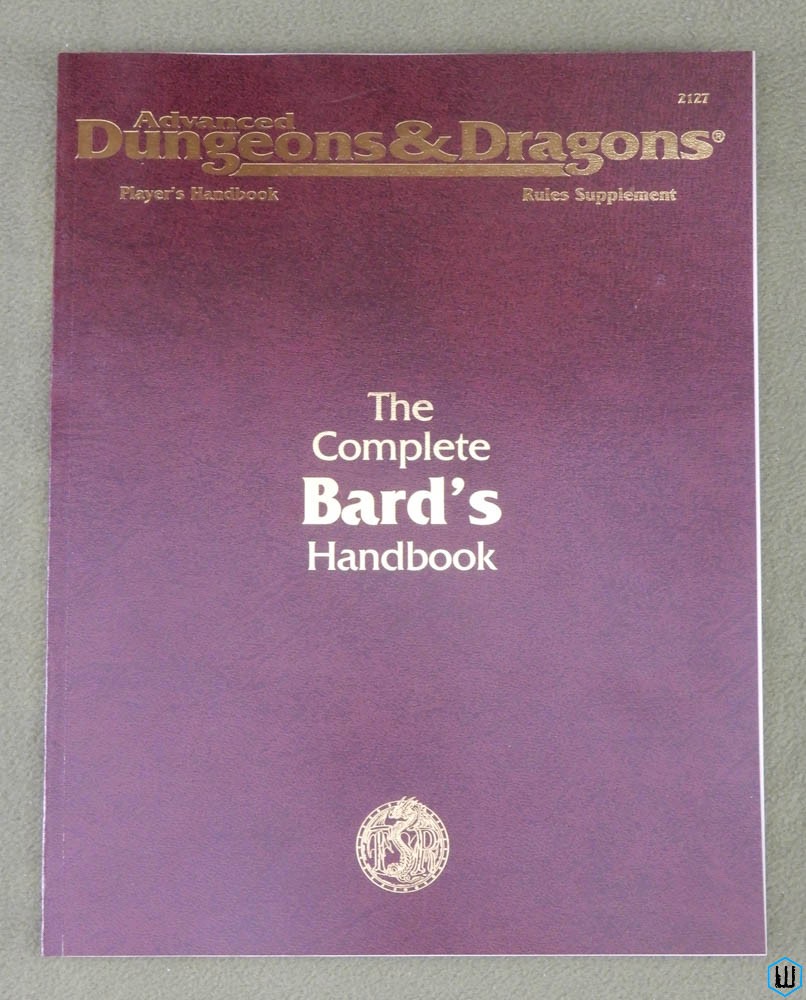 2127
Advanced
Dungeons & Dragons®
Player's Handbook Rules Supplement
The
Complete
Bard's
Handbook
TSR
W